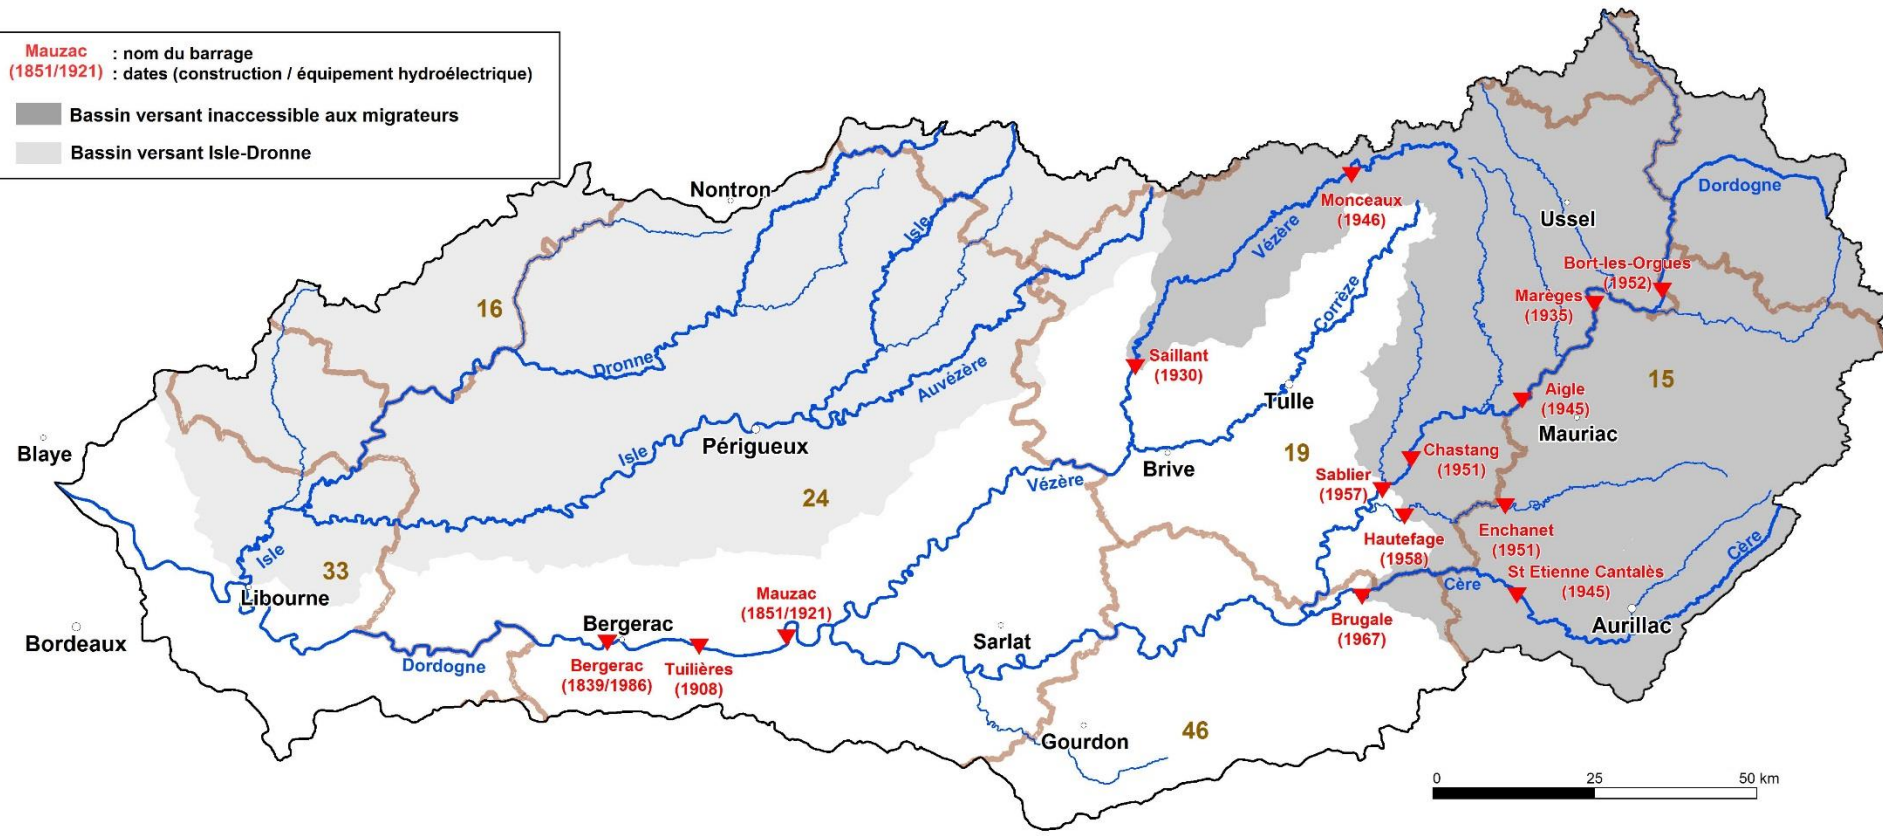 Mauzac : nom du barrage
(1851/1921) : dates (construction / équipement hydroélectrique)
Bassin versant inaccessible aux migrateurs
Bassin versant Isle-Dronne
Nontron
Monceaux
(1946)
Ussel
Dordogne
Vézère
Isle
Bort-les-Orgues
(1952)
Marèges
(1935)
16
Corrèze
Dronne
Auvézère
Saillant
(1930)
Tulle
Aigle
(1945)
15
Mauriac
Blaye
Périgueux
Isle
Brive
19
Chastang
(1951)
Vézère
Sablier
(1957)
24
Hautefage
(1958)
Enchanet
(1951)
Isle
33
Libourne
Cère
St Etienne Cantalès
(1945)
Cère
Aurillac
Mauzac
(1851/1921)
Bordeaux
Bergerac
Brugale
(1967)
Sarlat
Dordogne
Bergerac
(1839/1986)
Tuilières
(1908)
Gourdon
46
0 25 50 km